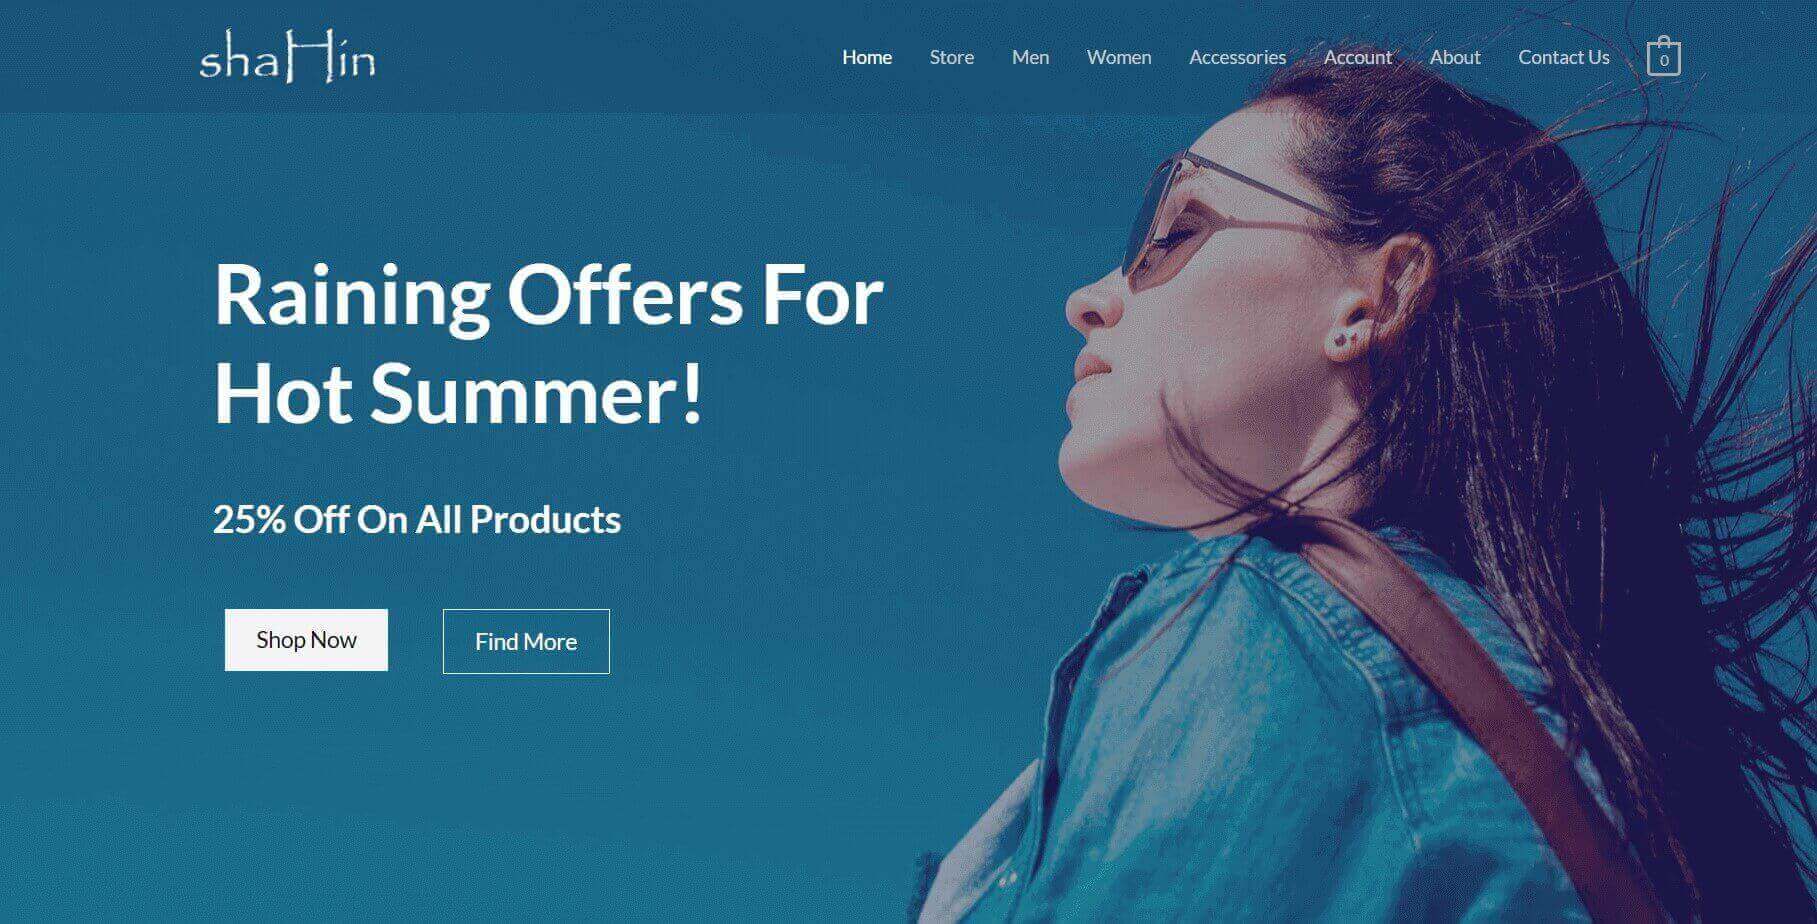 shaHin
Home Store Men Women Accessories Account About Contact Us 0
Raining Offers For
Hot Summer!
25% Off On All Products
Shop Now Find More